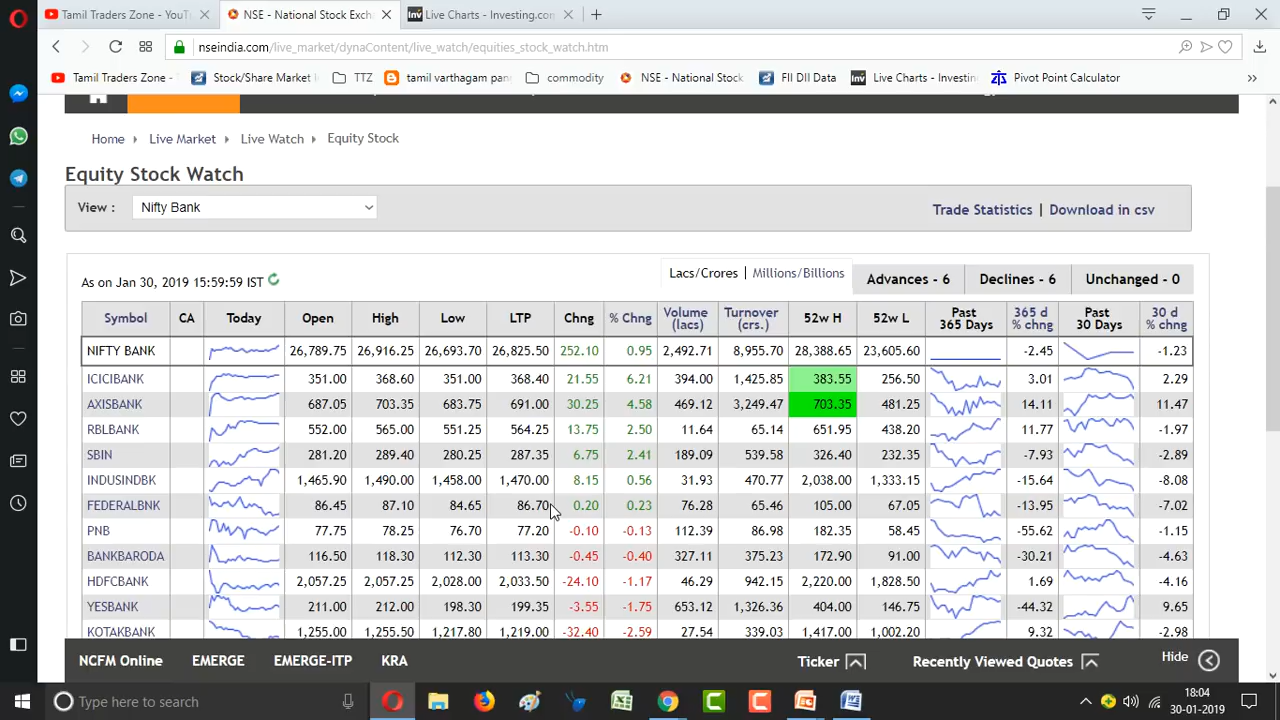 Tamil Traders Zone - YouT
NSE - National Stock Exch
Live Charts - Investing.con
nseindia.com/live_market/dynaContent/live_watch/equities_stock_watch.htm
Tamil Traders Zone - Stock/Share Market I TTZ tamil varthagam pan commodity NSE - National Stock FII DII Data Live Charts - Investin Pivot Point Calculator
Home Live Market Live Watch Equity Stock
Equity Stock Watch
View : Nifty Bank Trade Statistics | Download in csv
As on Jan 30, 2019 15:59:59 IST Lacs/Crores | Millions/Billions Advances - 6 Declines - 6 Unchanged - 0
Symbol CA Today Open High Low LTP Chng % Chng Volume (lacs) Turnover (crs.) 52w H 52w L Past 365 Days 365 d % chng Past 30 Days 30 d % chng
NIFTY BANK 26,789.75 26,916.25 26,693.70 26,825.50 252.10 0.95 2,492.71 8,955.70 28,388.65 23,605.60 -2.45 -1.23
ICICIBANK 351.00 368.60 351.00 368.40 21.55 6.21 394.00 1,425.85 383.55 256.50 3.01 2.29
AXISBANK 687.05 703.35 683.75 691.00 30.25 4.58 469.12 3,249.47 703.35 481.25 14.11 11.47
RBLBANK 552.00 565.00 551.25 564.25 13.75 2.50 11.64 65.14 651.95 438.20 11.77 -1.97
SBIN 281.20 289.40 280.25 287.35 6.75 2.41 189.09 539.58 326.40 232.35 -7.93 -2.89
INDUSINDBK 1,465.90 1,490.00 1,458.00 1,470.00 8.15 0.56 31.93 470.77 2,038.00 1,333.15 -15.64 -8.08
FEDERALBNK 86.45 87.10 84.65 86.70 0.20 0.23 76.28 65.46 105.00 67.05 -13.95 -7.02
PNB 77.75 78.25 76.70 77.20 -0.10 -0.13 112.39 86.98 182.35 58.45 -55.62 -1.15
BANKBARODA 116.50 118.30 112.30 113.30 -0.45 -0.40 327.11 375.23 172.90 91.00 -30.21 -4.63
HDFCBANK 2,057.25 2,057.25 2,028.00 2,033.50 -24.10 -1.17 46.29 942.15 2,220.00 1,828.50 1.69 -4.16
YESBANK 211.00 212.00 198.30 199.35 -3.55 -1.75 653.12 1,326.36 404.00 146.75 -44.32 9.65
KOTAKBANK 1,255.00 1,255.50 1,217.80 1,219.00 -32.40 -2.59 27.54 339.03 1,417.00 1,002.20 9.32 -2.98
NCFM Online EMERGE EMERGE-ITP KRA Ticker Recently Viewed Quotes Hide
Type here to search
18:04
30-01-2019